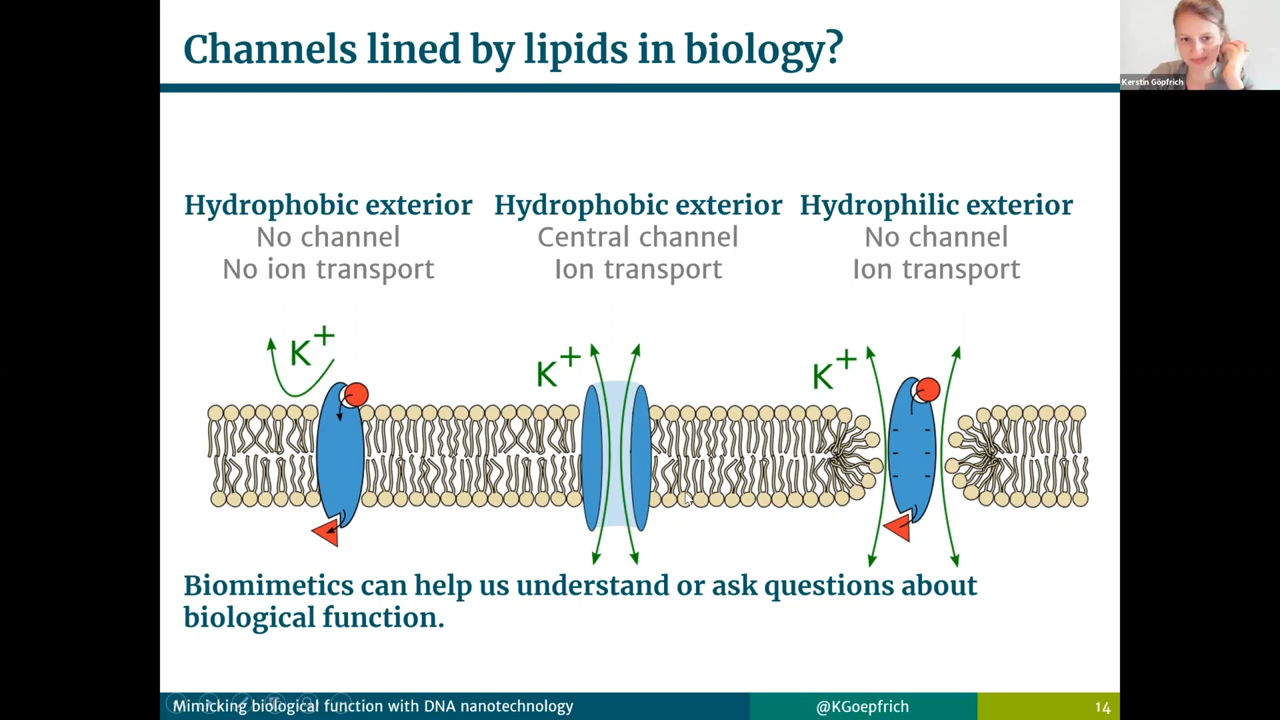 Channels lined by lipids in biology?
Kerstin Göpfrich
Hydrophobic exterior
No channel
No ion transport
Hydrophobic exterior
Central channel
Ion transport
Hydrophilic exterior
No channel
Ion transport
K+
K+
K+
Biomimetics can help us understand or ask questions about
biological function.
Mimicking biological function with DNA nanotechnology
@KGoepfrich
14